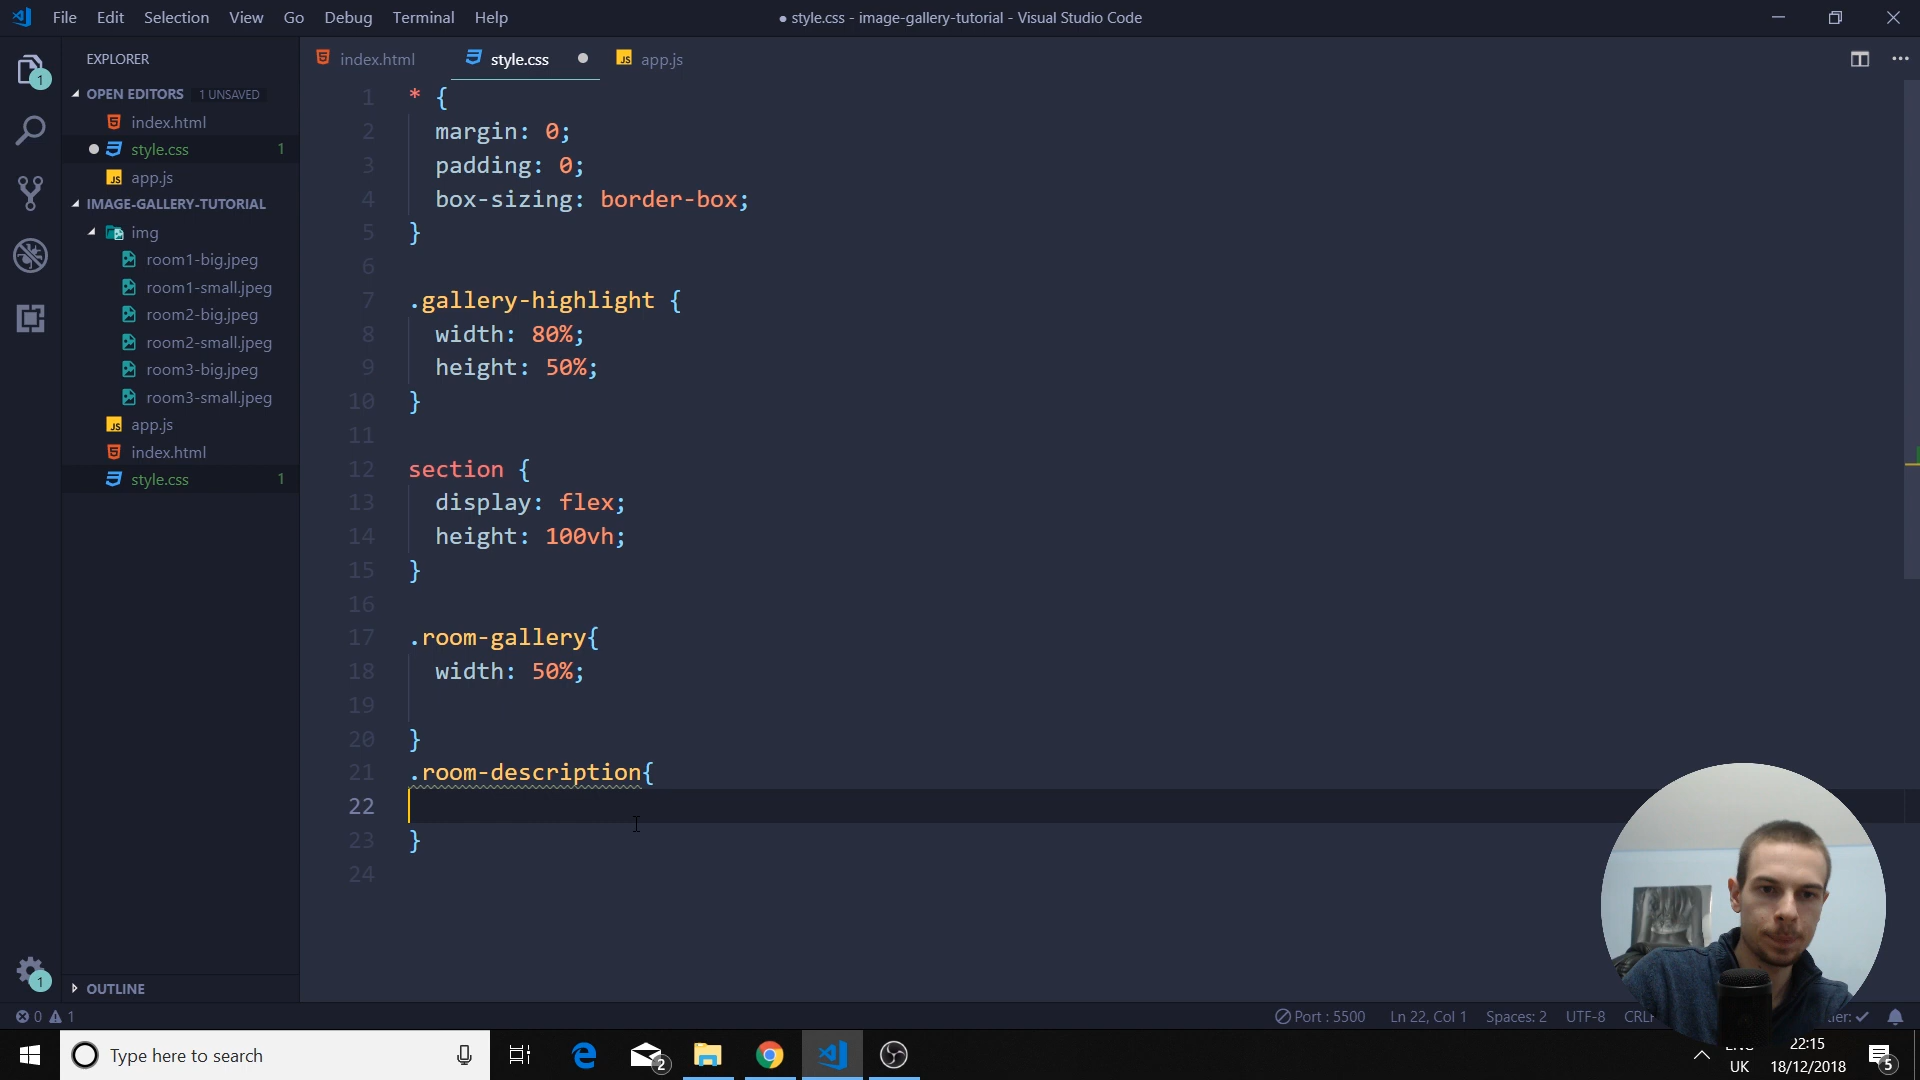 File Edit Selection View Go Debug Terminal Help
● style.css - image-gallery-tutorial - Visual Studio Code
EXPLORER
OPEN EDITORS 1 UNSAVED
index.html
style.css 1
app.js
IMAGE-GALLERY-TUTORIAL
img
room1-big.jpeg
room1-small.jpeg
room2-big.jpeg
room2-small.jpeg
room3-big.jpeg
room3-small.jpeg
app.js
index.html
style.css 1
OUTLINE
1
1
index.html style.css app.js
1 * {
2 margin: 0;
3 padding: 0;
4 box-sizing: border-box;
5 }
6
7 .gallery-highlight {
8 width: 80%;
9 height: 50%;
10 }
11
12 section {
13 display: flex;
14 height: 100vh;
15 }
16
17 .room-gallery{
18 width: 50%;
19
20 }
21 .room-description{
22
23 }
24
0 1
Port : 5500 Ln 22, Col 1 Spaces: 2 UTF-8
Type here to search
2
UK
22:15
18/12/2018
5